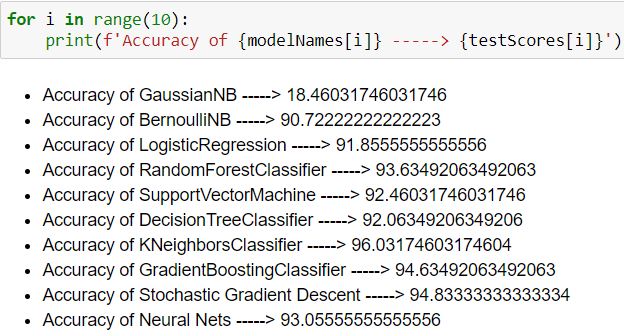 for i in range(10):
    print(f'Accuracy of {modelNames[i]} -----> {testScores[i]}')
• Accuracy of GaussianNB -----> 18.46031746031746
• Accuracy of BernoulliNB -----> 90.72222222222223
• Accuracy of LogisticRegression -----> 91.8555555555556
• Accuracy of RandomForestClassifier -----> 93.63492063492063
• Accuracy of SupportVectorMachine -----> 92.46031746031746
• Accuracy of DecisionTreeClassifier -----> 92.06349206349206
• Accuracy of KNeighborsClassifier -----> 96.03174603174604
• Accuracy of GradientBoostingClassifier -----> 94.63492063492063
• Accuracy of Stochastic Gradient Descent -----> 94.83333333333334
• Accuracy of Neural Nets -----> 93.05555555555556